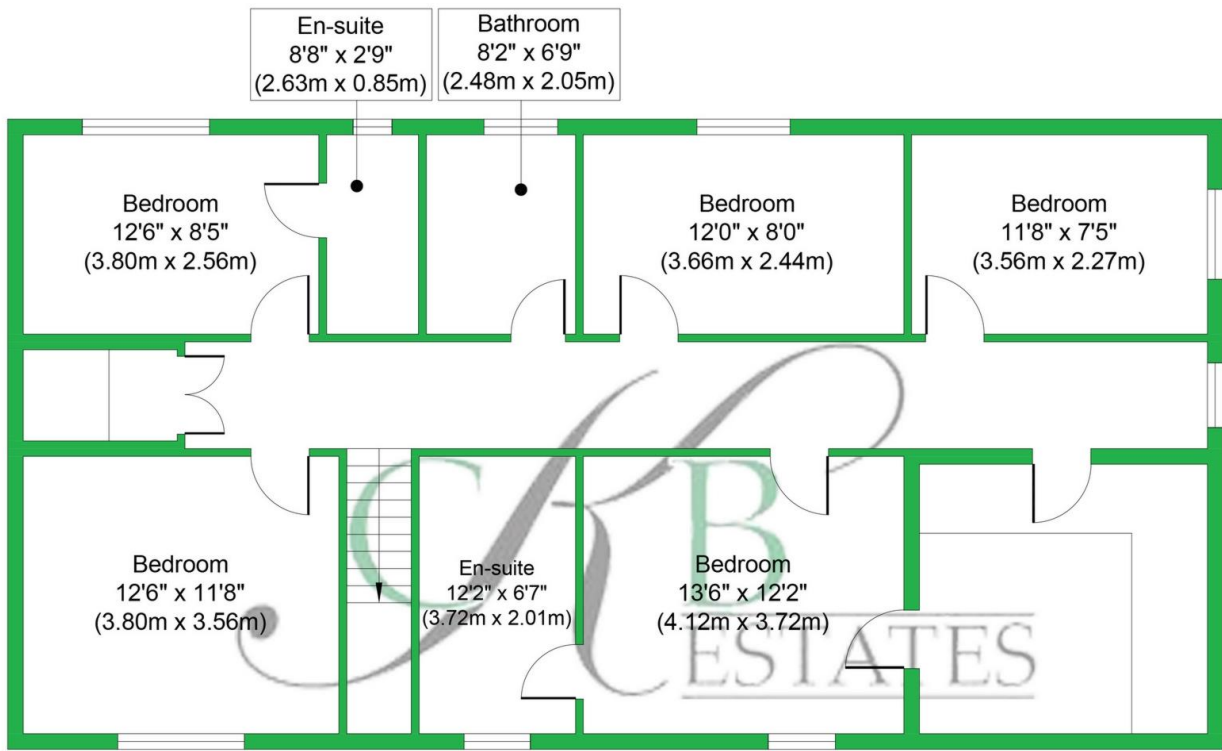 En-suite
8'8" x 2'9"
(2.63m x 0.85m)
Bathroom
8'2" x 6'9"
(2.48m x 2.05m)
Bedroom
12'6" x 8'5"
(3.80m x 2.56m)
Bedroom
12'0" x 8'0"
(3.66m x 2.44m)
Bedroom
11'8" x 7'5"
(3.56m x 2.27m)
Bedroom
12'6" x 11'8"
(3.80m x 3.56m)
En-suite
12'2" x 6'7"
(3.72m x 2.01m)
Bedroom
13'6" x 12'2"
(4.12m x 3.72m)
C K B
ESTATES